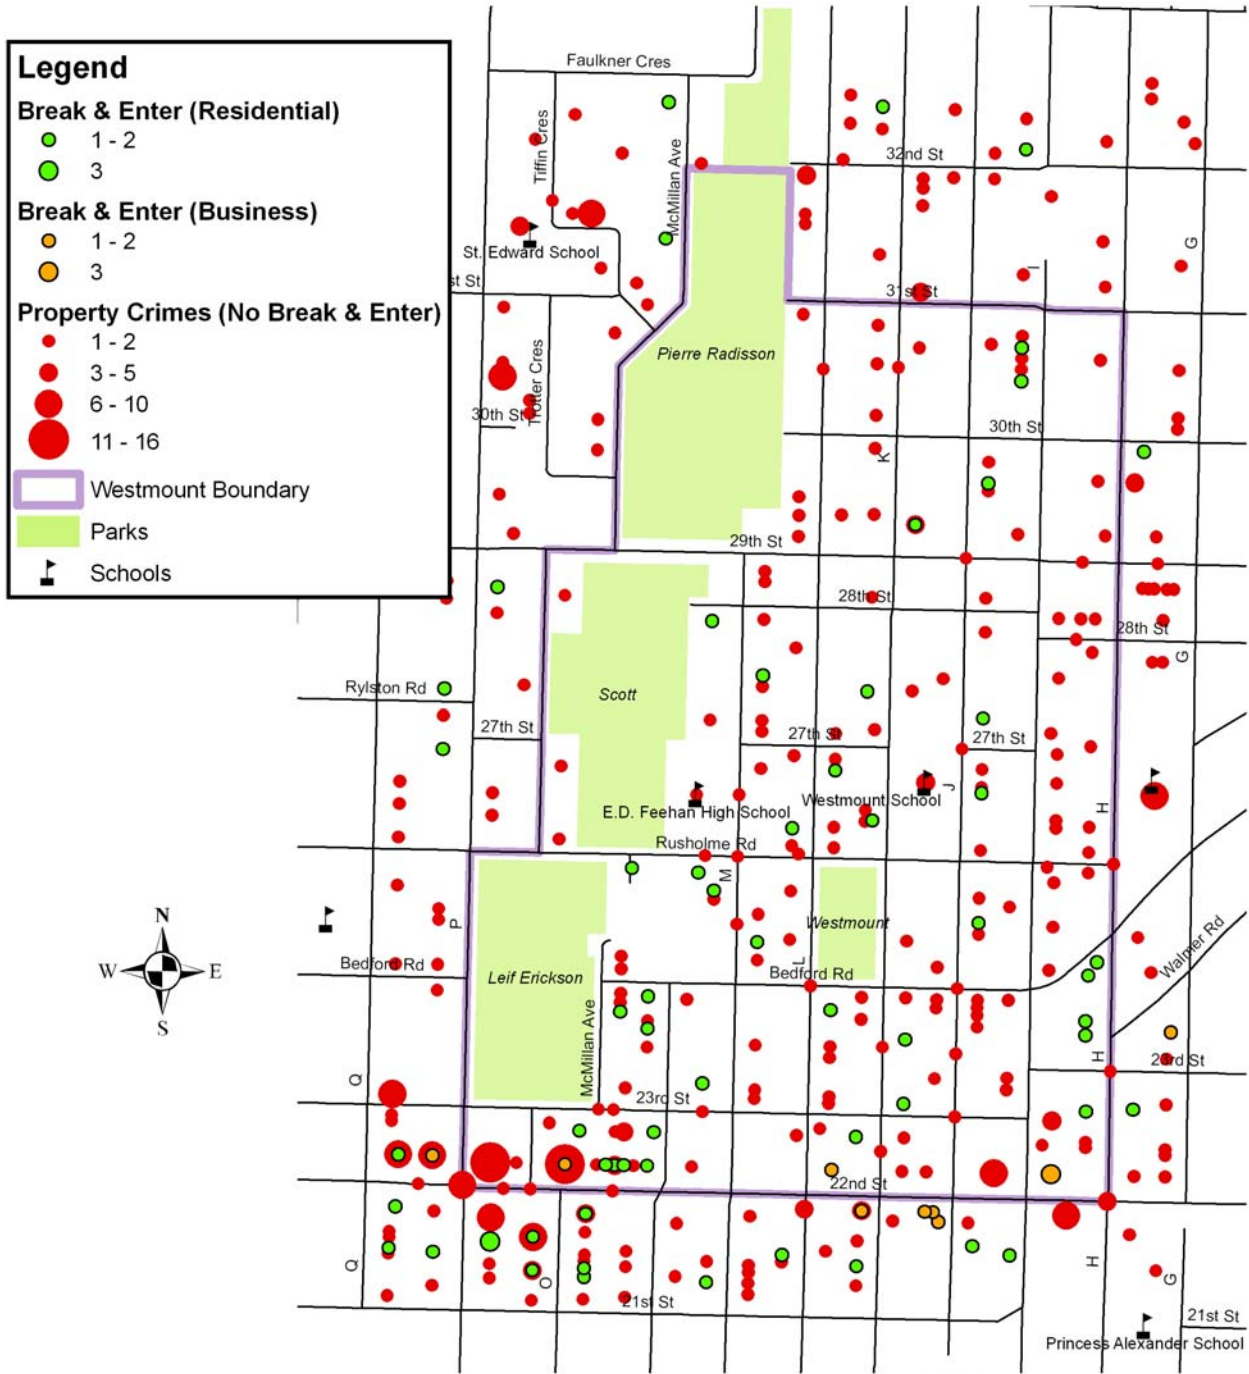 Legend
Break & Enter (Residential)
1 - 2
3
Break & Enter (Business)
1 - 2
3
Property Crimes (No Break & Enter)
1 - 2
3 - 5
6 - 10
11 - 16
Westmount Boundary
Parks
Schools
Faulkner Cres
Tiffin Cres
McMillan Ave
32nd St
St. Edward School
G
I
st St
31st St
Pierre Radisson
Trotter Cres
30th St
30th St
K
29th St
28th St
28th St
G
Rylston Rd
Scott
27th St
27th St
27th St
E.D. Feehan High School
Westmount School
J
H
Rusholme Rd
M
P
Westmount
L
Bedford Rd
Leif Erickson
Bedford Rd
Walmer Rd
N
W
E
S
McMillan Ave
H
23rd St
Q
23rd St
22nd St
Q
O
H
G
21st St
21st St
Princess Alexander School